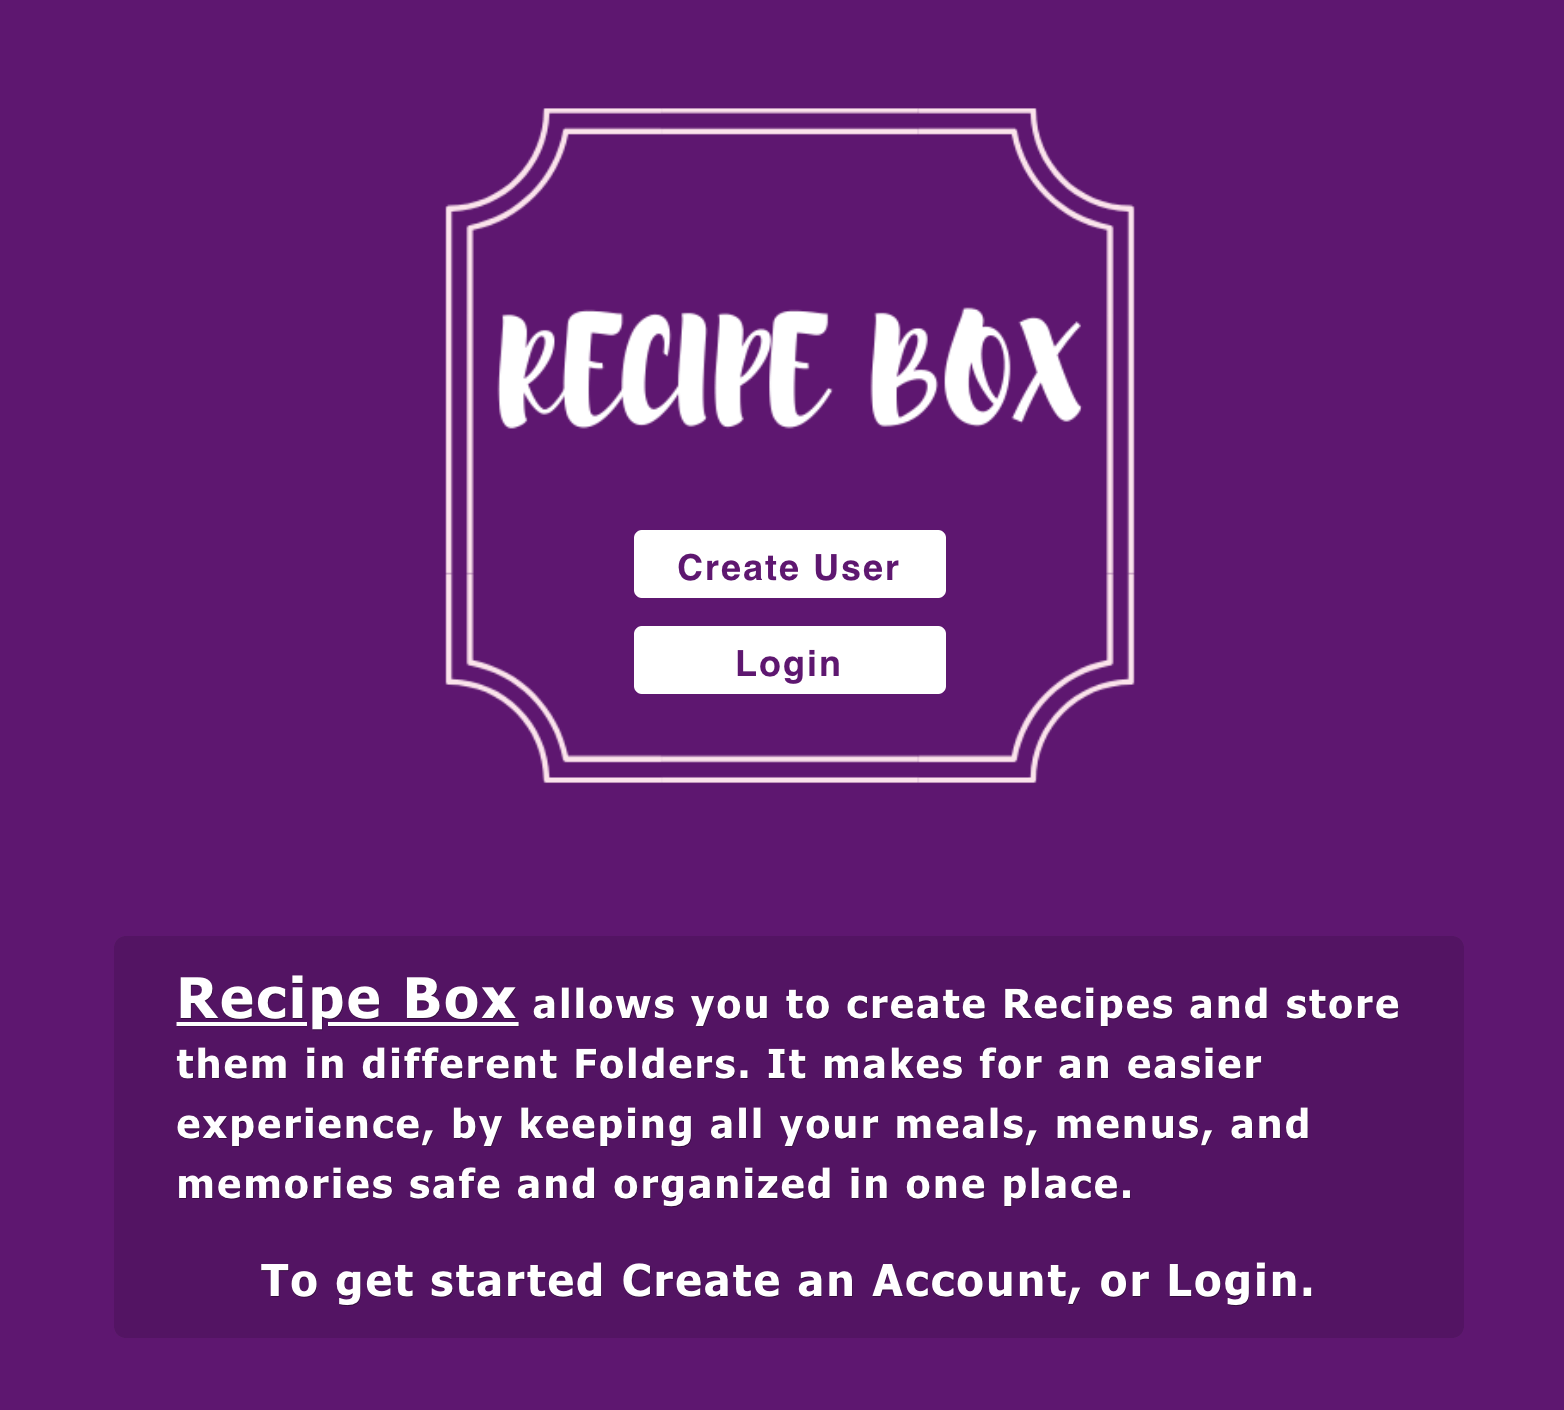 RECIPE BOX
Create User
Login
Recipe Box allows you to create Recipes and store
them in different Folders. It makes for an easier
experience, by keeping all your meals, menus, and
memories safe and organized in one place.
To get started Create an Account, or Login.